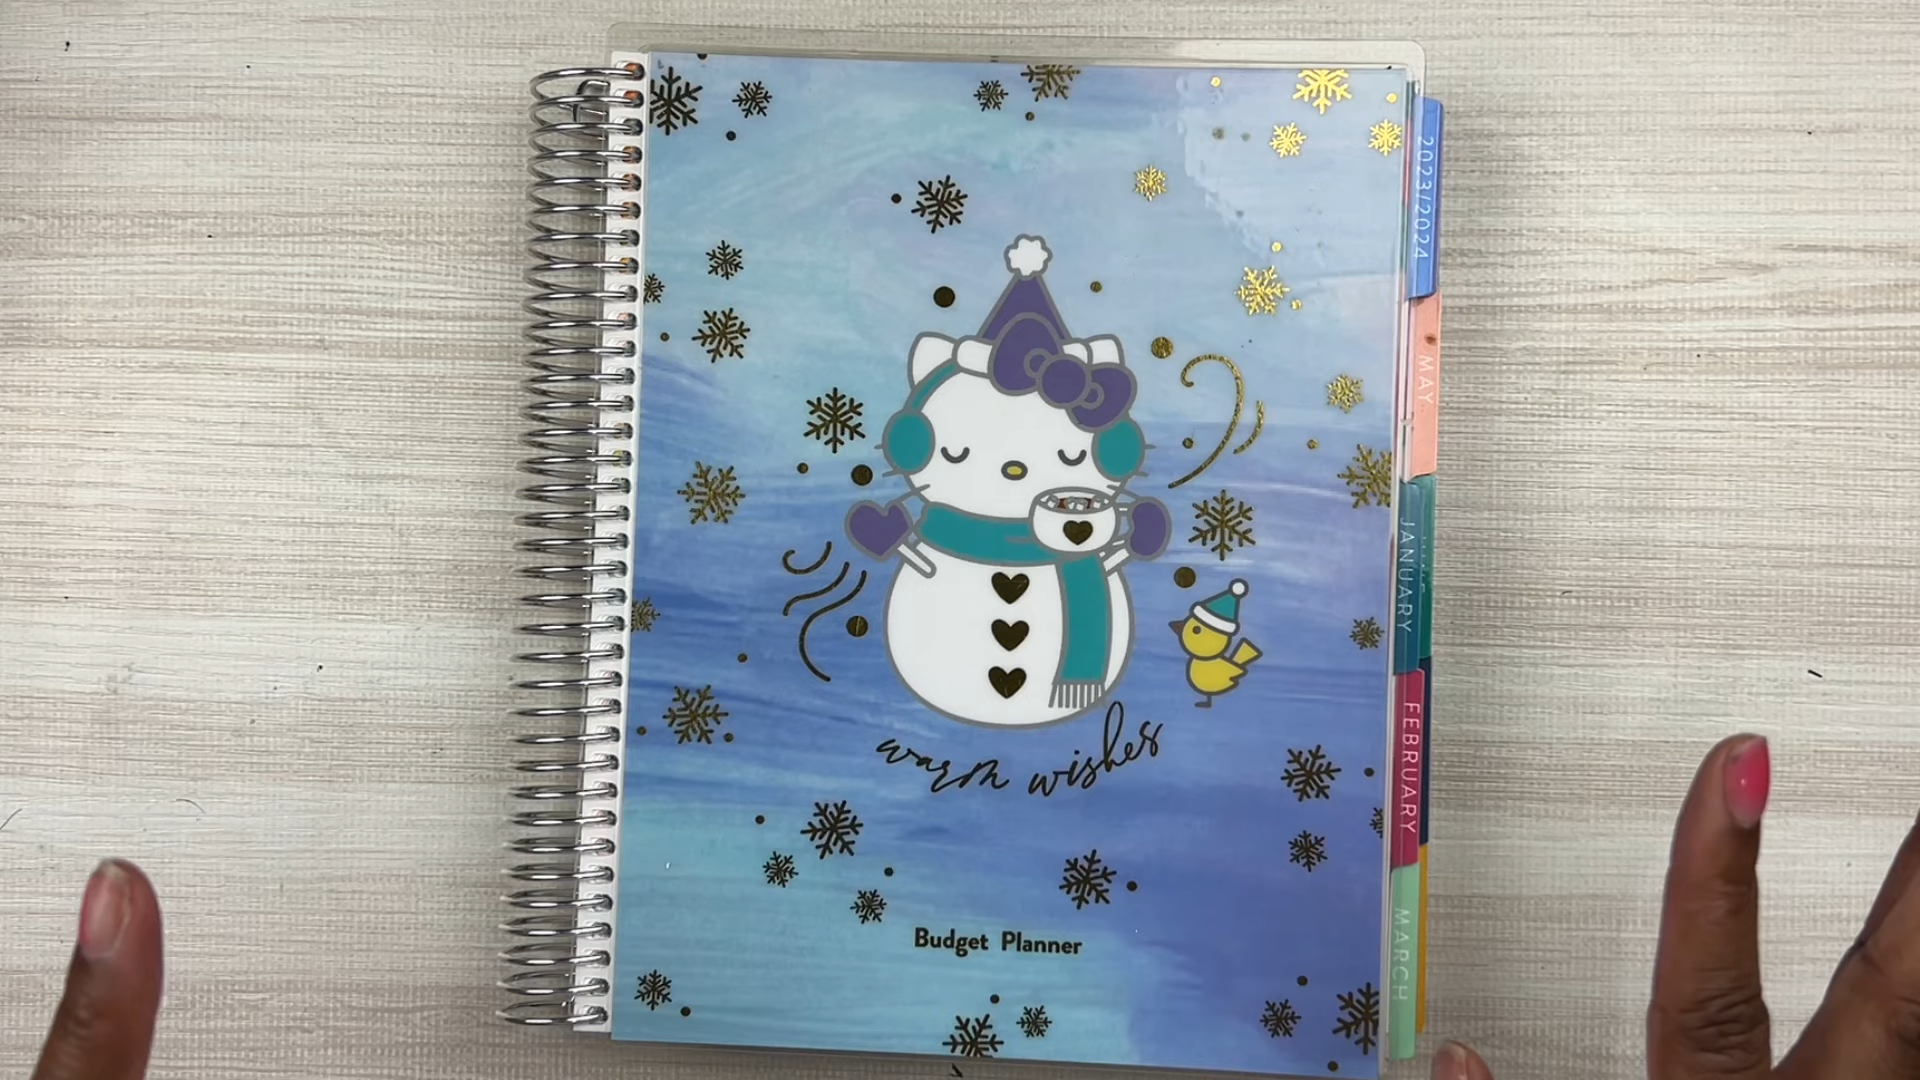 warm wishes
Budget Planner
2023/2024
MAY
JANUARY
FEBRUARY
MARCH